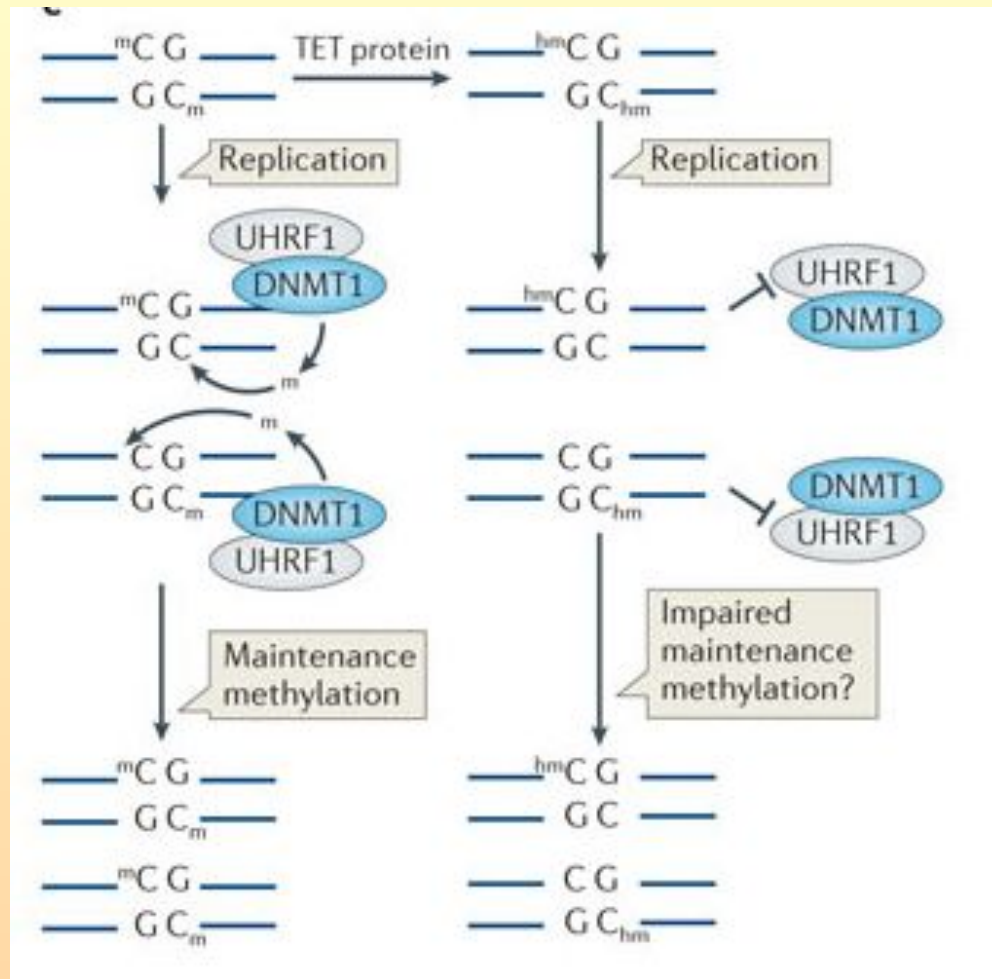 c
mC G TET protein hmC G
G Cm G Chm
Replication Replication
UHRF1 UHRF1
DNMT1 DNMT1
mC G hmC G
G C G C
m
m
C G C G
G Cm G Chm
DNMT1 DNMT1
UHRF1 UHRF1
Maintenance
methylation
Impaired
maintenance
methylation?
mC G hmC G
G Cm G C
mC G C G
G Cm G Chm